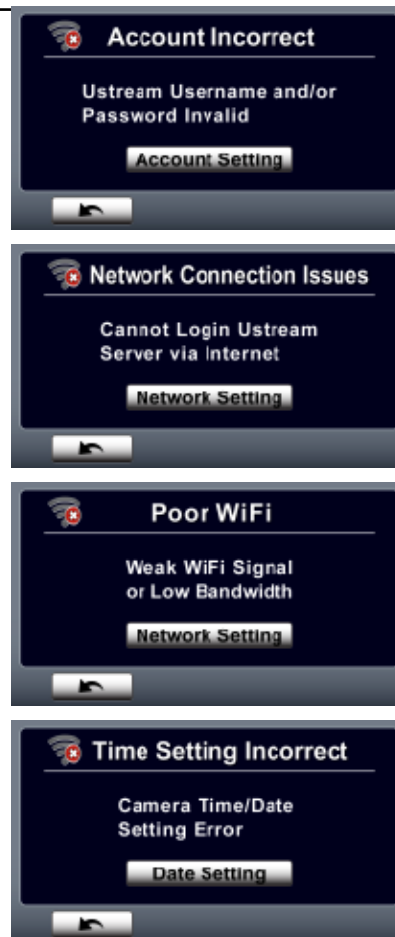 Account Incorrect
Ustream Username and/or
Password Invalid
Account Setting
Network Connection Issues
Cannot Login Ustream
Server via Internet
Network Setting
Poor WiFi
Weak WiFi Signal
or Low Bandwidth
Network Setting
Time Setting Incorrect
Camera Time/Date
Setting Error
Date Setting